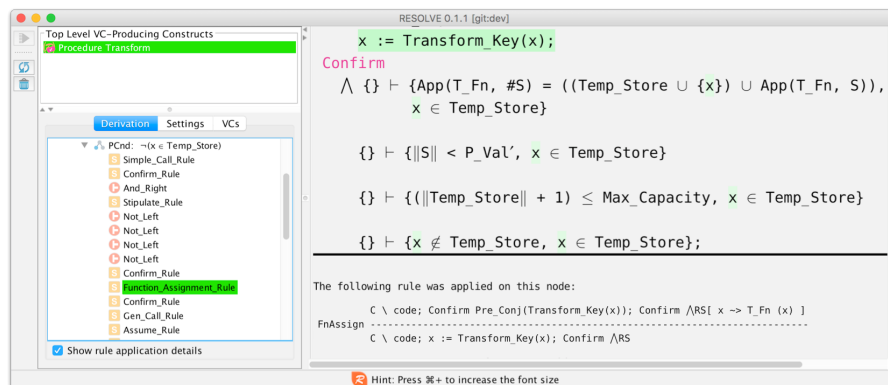 RESOLVE 0.1.1 [git:dev]
Top Level VC-Producing Constructs
Procedure Transform
Derivation Settings VCs
PCnd: ¬(x ∈ Temp_Store)
Simple_Call_Rule
Confirm_Rule
And_Right
Stipulate_Rule
Not_Left
Not_Left
Not_Left
Not_Left
Confirm_Rule
Function_Assignment_Rule
Confirm_Rule
Gen_Call_Rule
Assume_Rule
Show rule application details
x := Transform_Key(x);
Confirm
⋀ {} ⊢ {App(T_Fn, #S) = ((Temp_Store ∪ {x}) ∪ App(T_Fn, S)),
x ∈ Temp_Store}
{} ⊢ {‖S‖ < P_Val′, x ∈ Temp_Store}
{} ⊢ {(‖Temp_Store‖ + 1) ≤ Max_Capacity, x ∈ Temp_Store}
{} ⊢ {x ∉ Temp_Store, x ∈ Temp_Store};
The following rule was applied on this node:
C \ code; Confirm Pre_Conj(Transform_Key(x)); Confirm ⋀RS[ x ~> T_Fn (x) ]
FnAssign ---------------------------------------------------------------------------
C \ code; x := Transform_Key(x); Confirm ⋀RS
Hint: Press ⌘+ to increase the font size